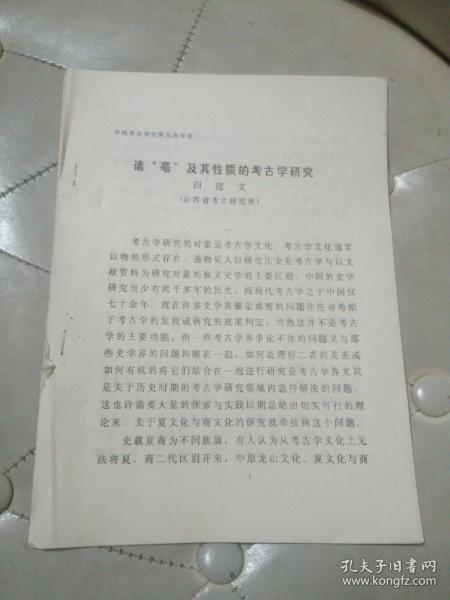 中国考古学会第九次年会
诸“亳”及其性质的考古学研究
田建文
(山西省考古研究所)
一
考古学研究的对象是考古学文化。考古学文化通常
以物的形式存在。透物见人以研究历史是考古学与以文
献资料为研究对象的狭义史学的主要区别。中国的史学
研究至少有两千多年的历史，而现代考古学之于中国仅
七十余年。现在许多史学界聚讼难解的问题往往寄希望
于考古学的发现或研究的成果判定，当然这并不是考古
学的主要功能。但一些考古学界争论不休的问题又与那
些史学界的问题纠缠在一起。如何处理好二者的关系或
如何有机的将它们结合在一起进行研究是考古学界尤其
是关于历史时期的考古学研究领域内急待解决的问题。
这也许需要大量的探索与实践以期总结出切实可行的理
论来。关于夏文化与商文化的研究就牵扯到这个问题。
史载夏商为不同族属，有人认为从考古学文化上无
法将夏、商二代区别开来，中原龙山文化、夏文化与商
1
孔夫子旧书网
www.kongfz.com